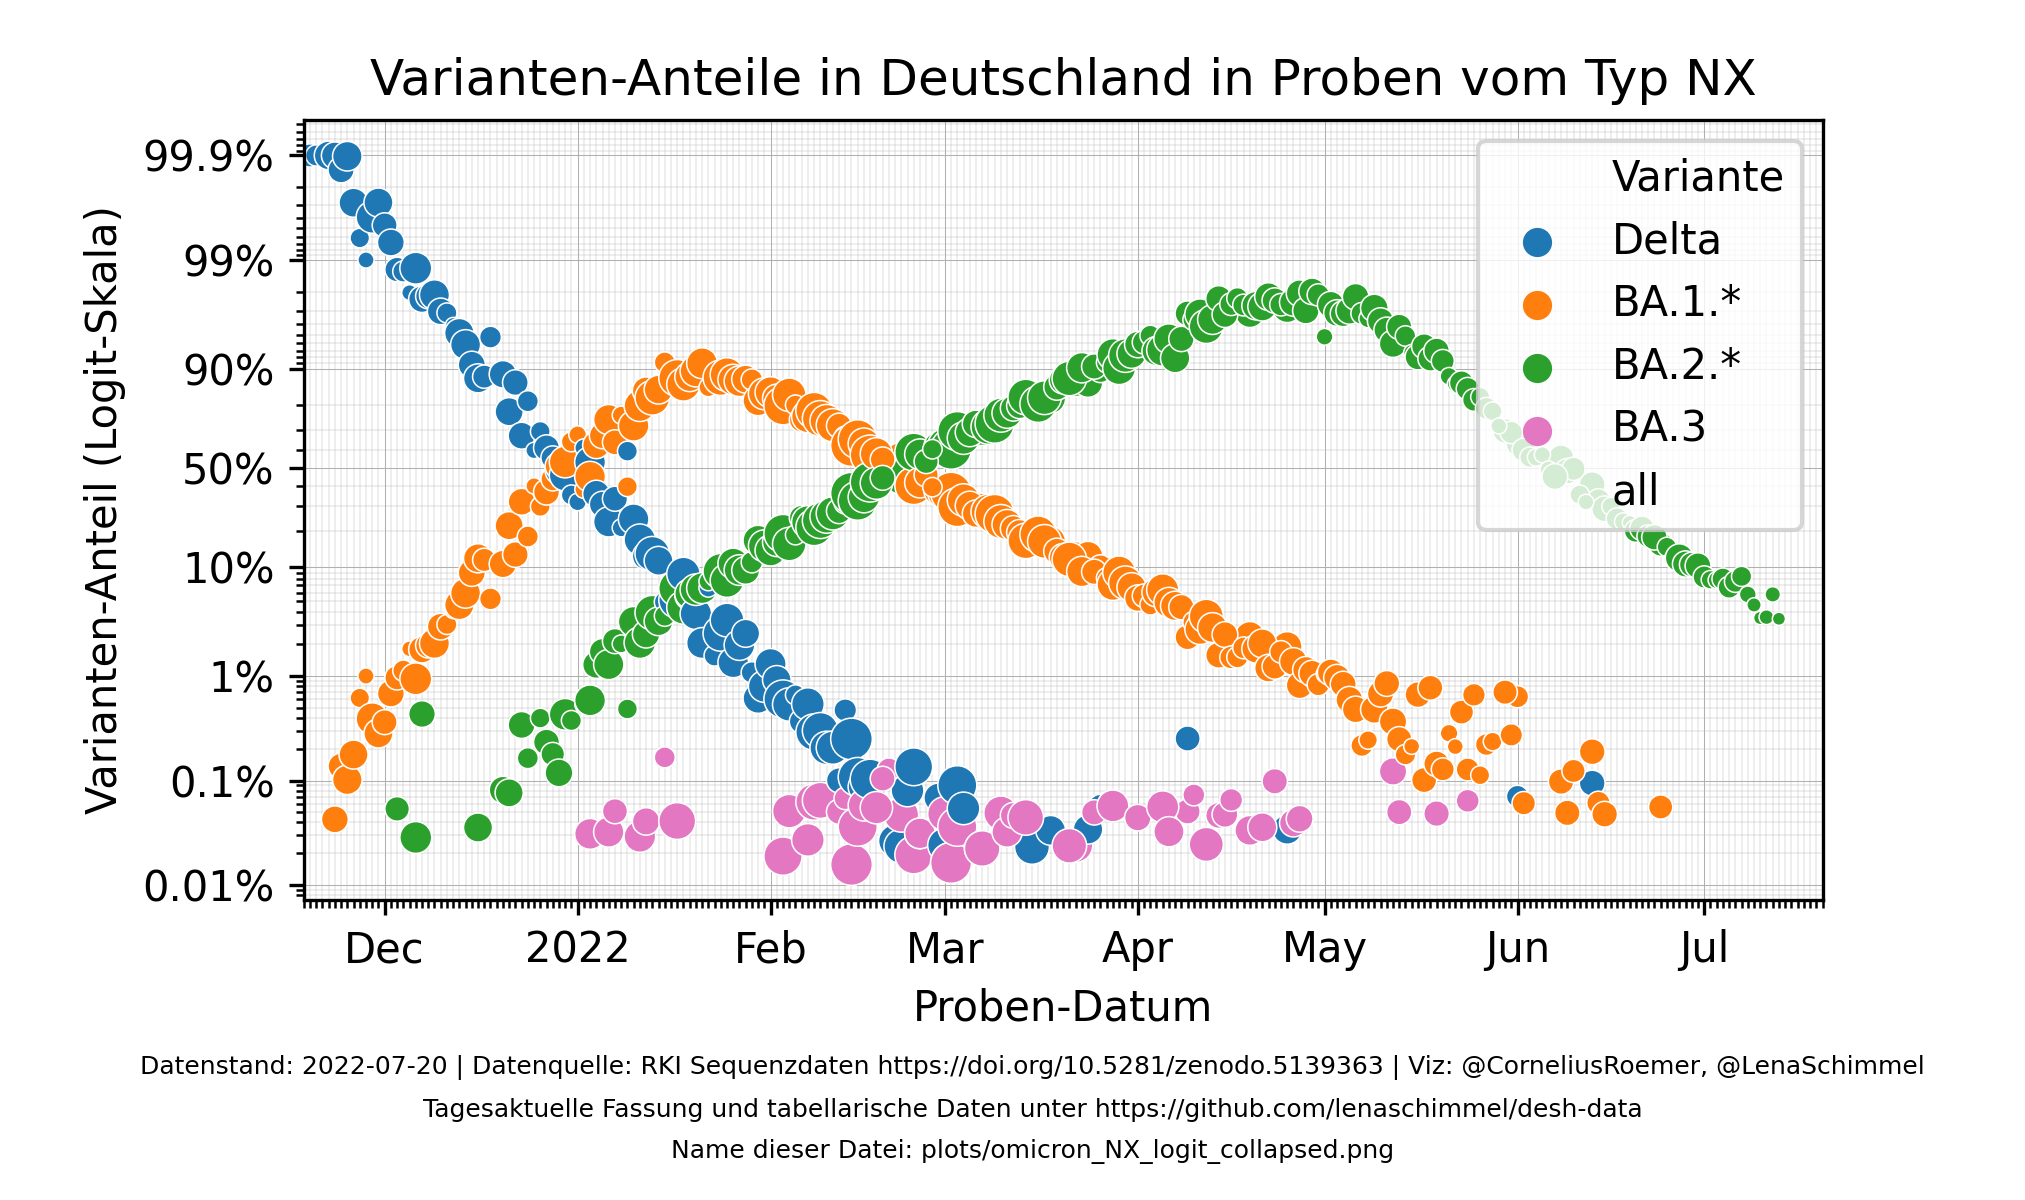 Varianten-Anteile in Deutschland in Proben vom Typ NX
Varianten-Anteil (Logit-Skala)
99.9%
99%
90%
50%
10%
1%
0.1%
0.01%
Variante
Delta
BA.1.*
BA.2.*
BA.3
all
Dec 2022 Feb Mar Apr May Jun Jul
Proben-Datum
Datenstand: 2022-07-20 | Datenquelle: RKI Sequenzdaten https://doi.org/10.5281/zenodo.5139363 | Viz: @CorneliusRoemer, @LenaSchimmel
Tagesaktuelle Fassung und tabellarische Daten unter https://github.com/lenaschimmel/desh-data
Name dieser Datei: plots/omicron_NX_logit_collapsed.png